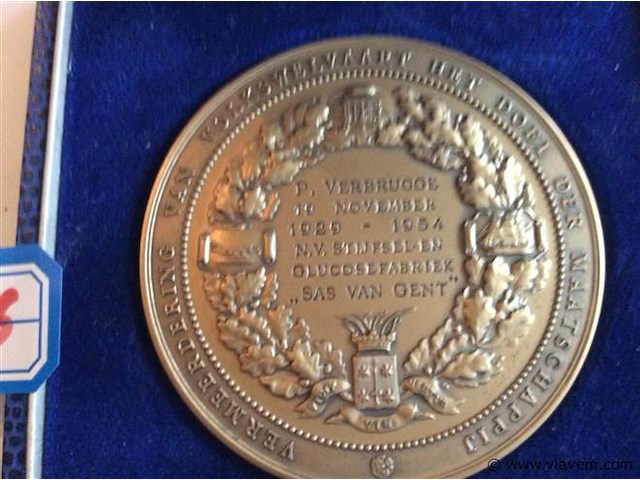 VERMEERDERING VAN VOLKSWELVAART HET DOEL DER MAATSCHAPPIJ
P. VERBRUGGE
19 NOVEMBER
1929 - 1954
N.V. STIJFSEL-EN
GLUCOSEFABRIEK
„SAS VAN GENT"
© www.vlavem.com